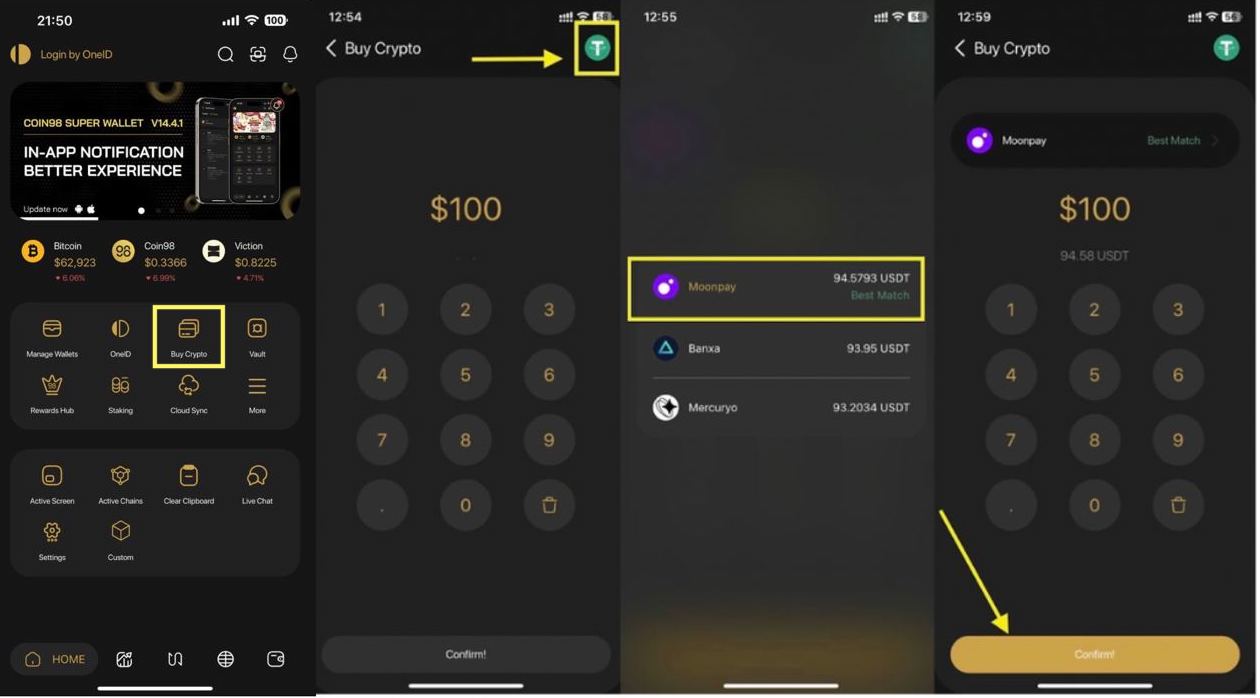 21:50
100
Login by OneID
COIN98 SUPER WALLET V14.4.1
IN-APP NOTIFICATION
BETTER EXPERIENCE
Update now
Bitcoin
$62,923
6.06%
Coin98
$0.3366
6.99%
Viction
$0.8225
4.71%
Manage Wallets
OneID
Buy Crypto
Vault
Rewards Hub
Staking
Cloud Sync
More
Active Screen
Active Chains
Clear Clipboard
Live Chat
Settings
Custom
HOME
12:54
58
Buy Crypto
$100
1 2 3
4 5 6
7 8 9
. 0
Confirm!
12:55
Moonpay
94.5793 USDT
Best Match
Banxa
93.95 USDT
Mercuryo
93.2034 USDT
12:59
Buy Crypto
Moonpay
Best Match
$100
94.58 USDT
1 2 3
4 5 6
7 8 9
. 0
Confirm!